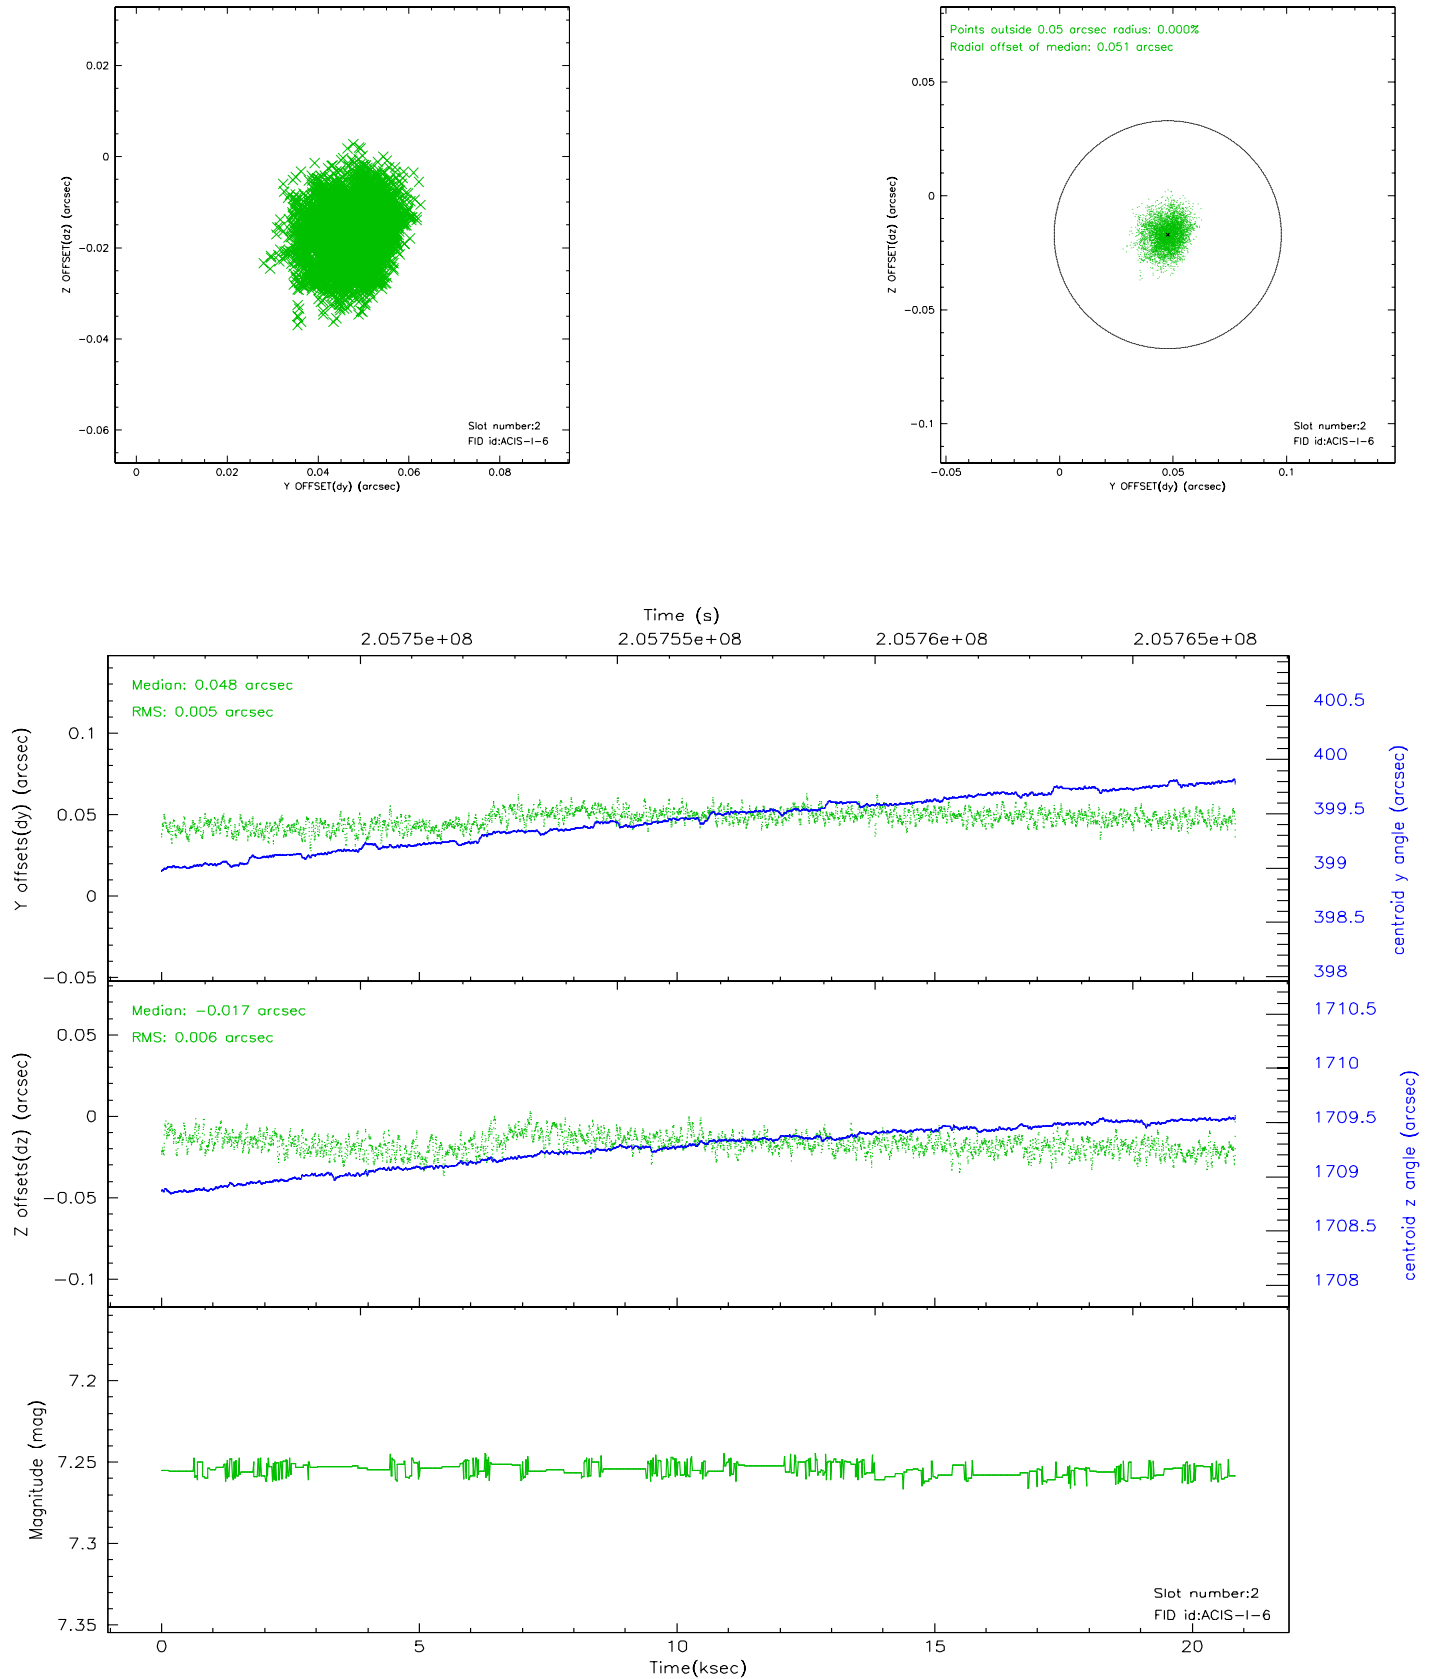 0.02
0
-0.02
-0.04
-0.06
Z OFFSET(dz) (arcsec)
Slot number:2
FID id:ACIS-I-6
0
0.02
0.04
0.06
0.08
Y OFFSET(dy) (arcsec)
Points outside 0.05 arcsec radius: 0.000%
Radial offset of median: 0.051 arcsec
0.05
0
-0.05
-0.1
Z OFFSET(dz) (arcsec)
Slot number:2
FID id:ACIS-I-6
-0.05
0
0.05
0.1
Y OFFSET(dy) (arcsec)
Time (s)
2.0575e+08
2.05755e+08
2.0576e+08
2.05765e+08
Median: 0.048 arcsec
RMS: 0.005 arcsec
0.1
0.05
0
-0.05
Y offsets(dy) (arcsec)
400.5
400
399.5
399
398.5
398
centroid y angle (arcsec)
Median: -0.017 arcsec
RMS: 0.006 arcsec
0.05
0
-0.05
-0.1
Z offsets(dz) (arcsec)
1710.5
1710
1709.5
1709
1708.5
1708
centroid z angle (arcsec)
7.2
7.25
7.3
7.35
Magnitude (mag)
Slot number:2
FID id:ACIS-I-6
0
5
10
15
20
Time(ksec)